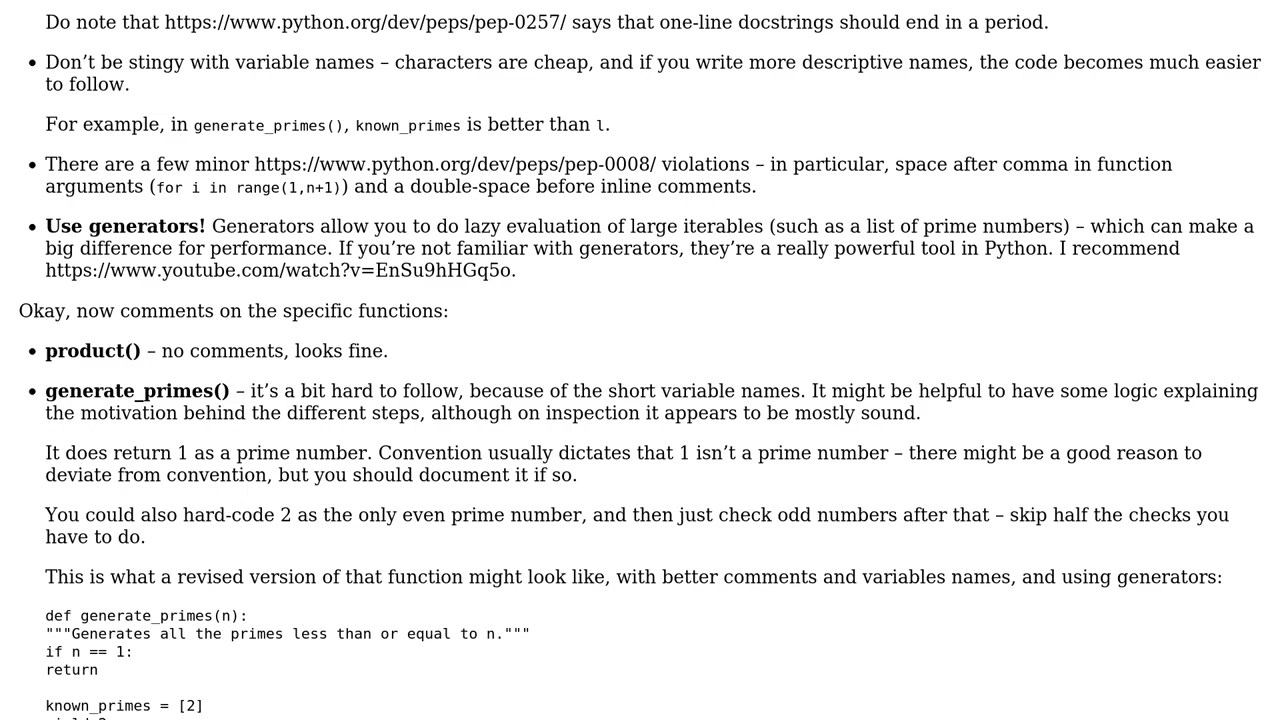 Do note that https://www.python.org/dev/peps/pep-0257/ says that one-line docstrings should end in a period.
• Don’t be stingy with variable names – characters are cheap, and if you write more descriptive names, the code becomes much easier
to follow.
For example, in generate_primes(), known_primes is better than l.
• There are a few minor https://www.python.org/dev/peps/pep-0008/ violations – in particular, space after comma in function
arguments (for i in range(1,n+1)) and a double-space before inline comments.
• Use generators! Generators allow you to do lazy evaluation of large iterables (such as a list of prime numbers) – which can make a
big difference for performance. If you’re not familiar with generators, they’re a really powerful tool in Python. I recommend
https://www.youtube.com/watch?v=EnSu9hHGq5o.
Okay, now comments on the specific functions:
• product() – no comments, looks fine.
• generate_primes() – it’s a bit hard to follow, because of the short variable names. It might be helpful to have some logic explaining
the motivation behind the different steps, although on inspection it appears to be mostly sound.
It does return 1 as a prime number. Convention usually dictates that 1 isn’t a prime number – there might be a good reason to
deviate from convention, but you should document it if so.
You could also hard-code 2 as the only even prime number, and then just check odd numbers after that – skip half the checks you
have to do.
This is what a revised version of that function might look like, with better comments and variables names, and using generators:
def generate_primes(n):
"""Generates all the primes less than or equal to n."""
if n == 1:
return
known_primes = [2]